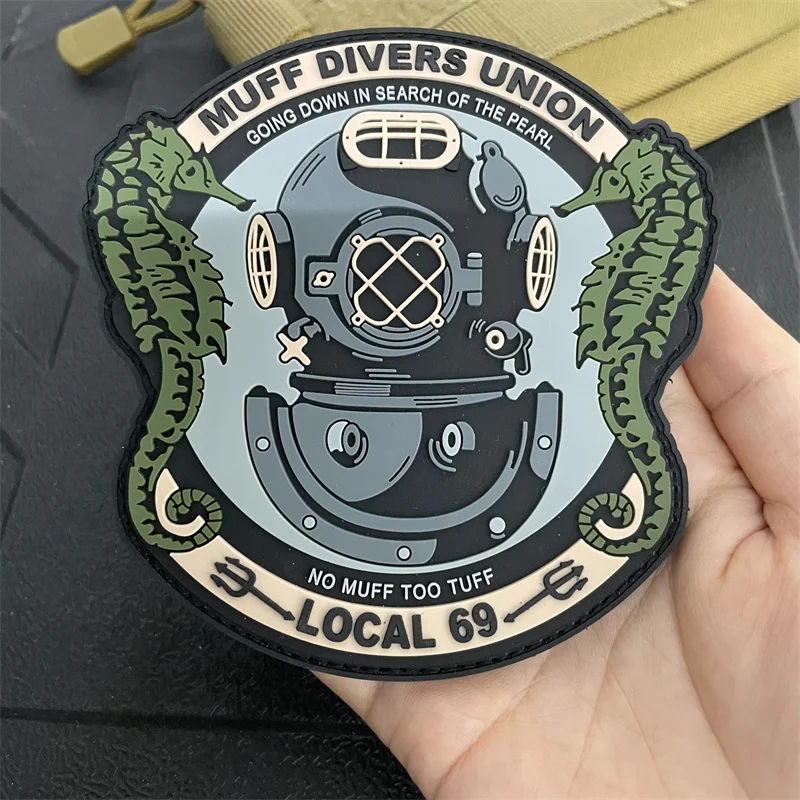 MUFF DIVERS UNION
GOING DOWN IN SEARCH OF THE PEARL
NO MUFF TOO TUFF
LOCAL 69